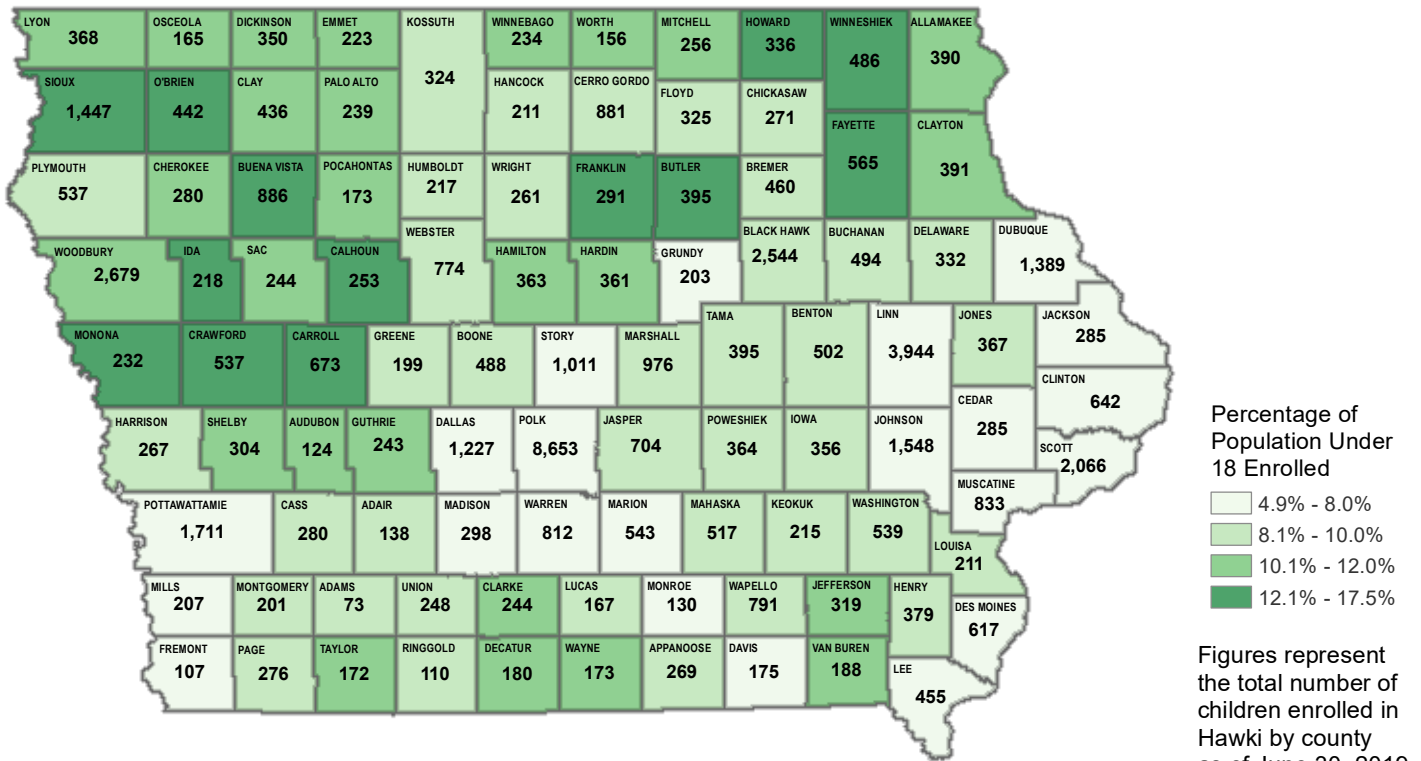 LYON
368
OSCEOLA
165
DICKINSON
350
EMMET
223
KOSSUTH
324
WINNEBAGO
234
WORTH
156
MITCHELL
256
HOWARD
336
WINNESHIEK
486
ALLAMAKEE
390
SIOUX
1,447
O'BRIEN
442
CLAY
436
PALO ALTO
239
HANCOCK
211
CERRO GORDO
881
FLOYD
325
CHICKASAW
271
FAYETTE
565
CLAYTON
391
PLYMOUTH
537
CHEROKEE
280
BUENA VISTA
886
POCAHONTAS
173
HUMBOLDT
217
WRIGHT
261
FRANKLIN
291
BUTLER
395
BREMER
460
WOODBURY
2,679
IDA
218
SAC
244
CALHOUN
253
WEBSTER
774
HAMILTON
363
HARDIN
361
GRUNDY
203
BLACK HAWK
2,544
BUCHANAN
494
DELAWARE
332
DUBUQUE
1,389
MONONA
232
CRAWFORD
537
CARROLL
673
GREENE
199
BOONE
488
STORY
1,011
MARSHALL
976
TAMA
395
BENTON
502
LINN
3,944
JONES
367
JACKSON
285
CLINTON
642
CEDAR
285
HARRISON
267
SHELBY
304
AUDUBON
124
GUTHRIE
243
DALLAS
1,227
POLK
8,653
JASPER
704
POWESHIEK
364
IOWA
356
JOHNSON
1,548
SCOTT
2,066
MUSCATINE
833
POTTAWATTAMIE
1,711
CASS
280
ADAIR
138
MADISON
298
WARREN
812
MARION
543
MAHASKA
517
KEOKUK
215
WASHINGTON
539
LOUISA
211
MILLS
207
MONTGOMERY
201
ADAMS
73
UNION
248
CLARKE
244
LUCAS
167
MONROE
130
WAPELLO
791
JEFFERSON
319
HENRY
379
DES MOINES
617
FREMONT
107
PAGE
276
TAYLOR
172
RINGGOLD
110
DECATUR
180
WAYNE
173
APPANOOSE
269
DAVIS
175
VAN BUREN
188
LEE
455
Percentage of
Population Under
18 Enrolled
4.9% - 8.0%
8.1% - 10.0%
10.1% - 12.0%
12.1% - 17.5%
Figures represent
the total number of
children enrolled in
Hawki by county
as of June 30, 2019